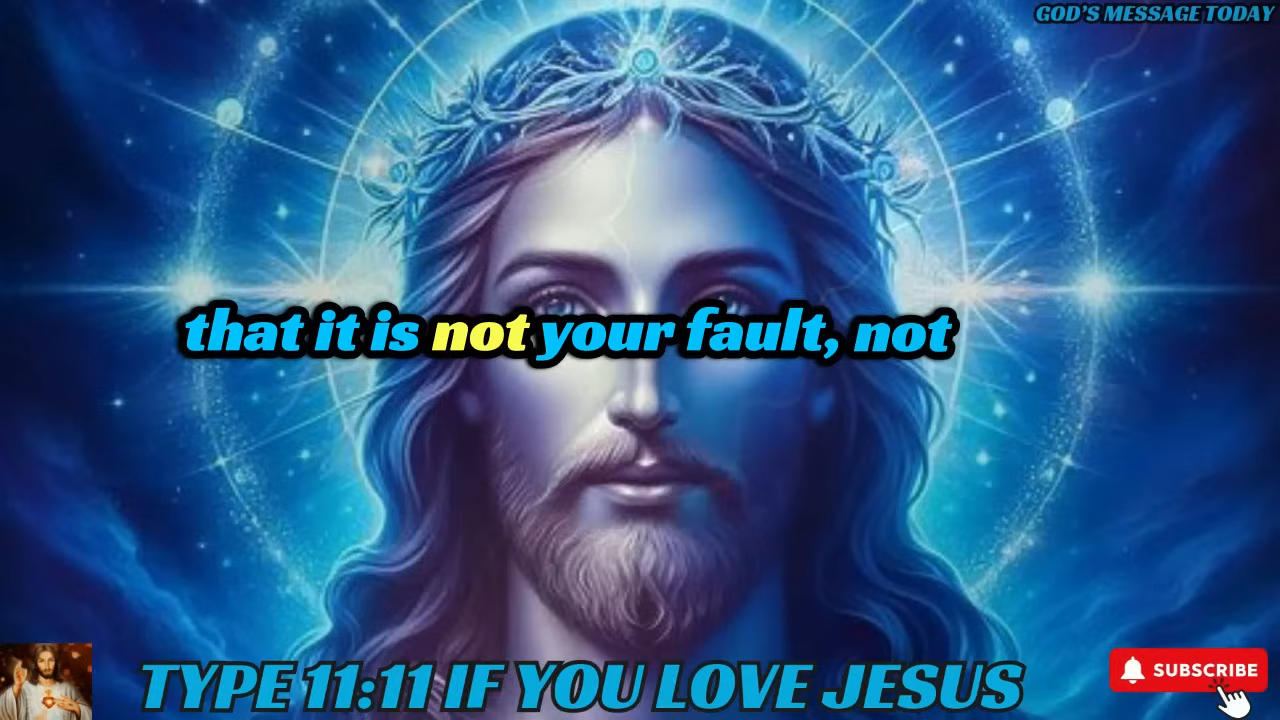 GOD'S MESSAGE TODAY
that it is not your fault, not
TYPE 11:11 IF YOU LOVE JESUS
SUBSCRIBE